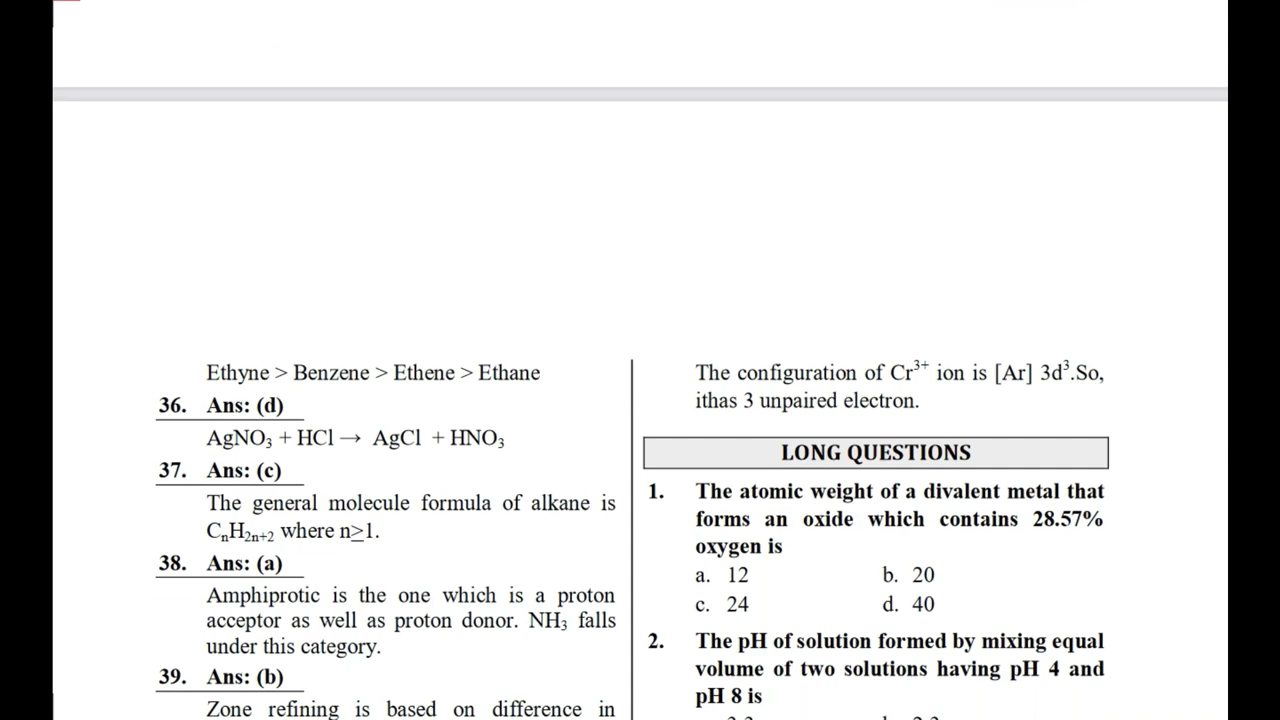 Ethyne > Benzene > Ethene > Ethane
36. Ans: (d)
AgNO₃ + HCl → AgCl + HNO₃
37. Ans: (c)
The general molecule formula of alkane is
CₙH₂ₙ₊₂ where n≥1.
38. Ans: (a)
Amphiprotic is the one which is a proton
acceptor as well as proton donor. NH₃ falls
under this category.
39. Ans: (b)
Zone refining is based on difference in
The configuration of Cr³⁺ ion is [Ar] 3d³.So,
ithas 3 unpaired electron.
LONG QUESTIONS
1. The atomic weight of a divalent metal that
forms an oxide which contains 28.57%
oxygen is
a. 12 b. 20
c. 24 d. 40
2. The pH of solution formed by mixing equal
volume of two solutions having pH 4 and
pH 8 is